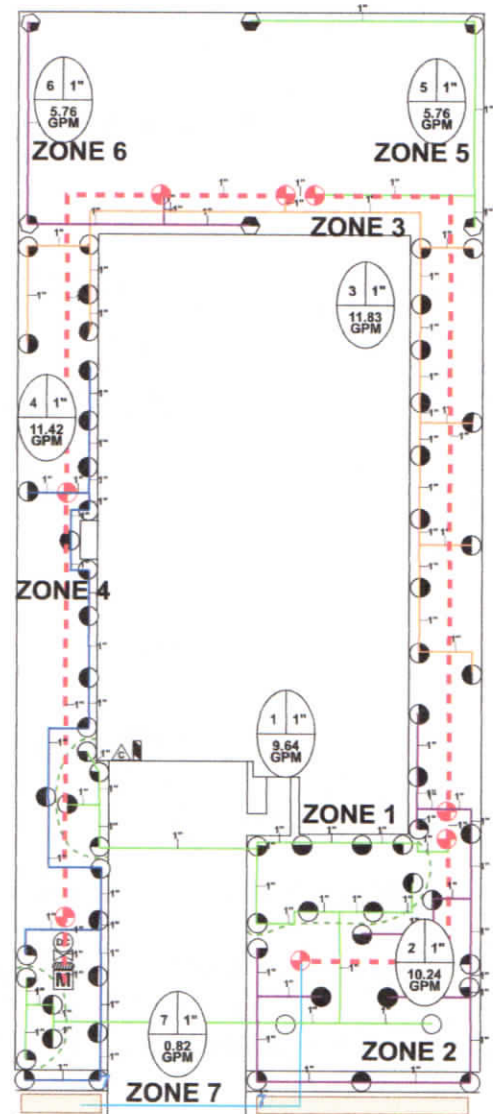 1"
6 1"
5.76
GPM
ZONE 6
5 1"
5.76
GPM
ZONE 5
1"
1"
1"
ZONE 3
3 1"
11.83
GPM
4 1"
11.42
GPM
ZONE 4
1 1"
9.64
GPM
C
ZONE 1
1"
2 1"
10.24
GPM
D
M
7 1"
0.82
GPM
ZONE 2
ZONE 7